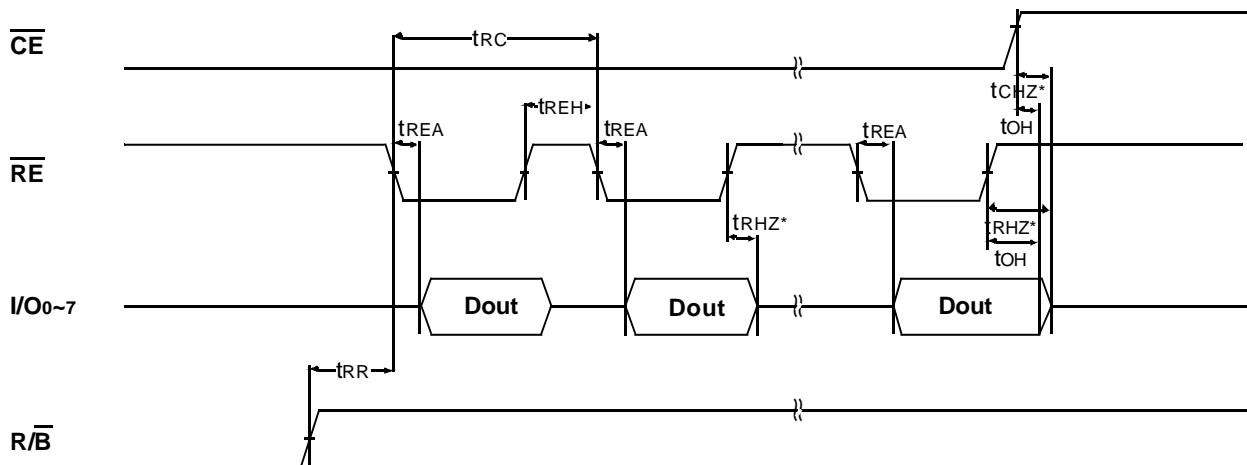 CE
tRC
tCHZ*
tREH
tREA
tREA
tREA
tOH
RE
tRHZ*
tRHZ*
tOH
I/O0~7
Dout
Dout
Dout
tRR
R/B